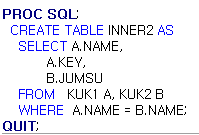 PROC SQL;
CREATE TABLE INNER2 AS
SELECT A.NAME,
A.KEY,
B.JUMSU
FROM KUK1 A, KUK2 B
WHERE A.NAME = B.NAME;
QUIT;